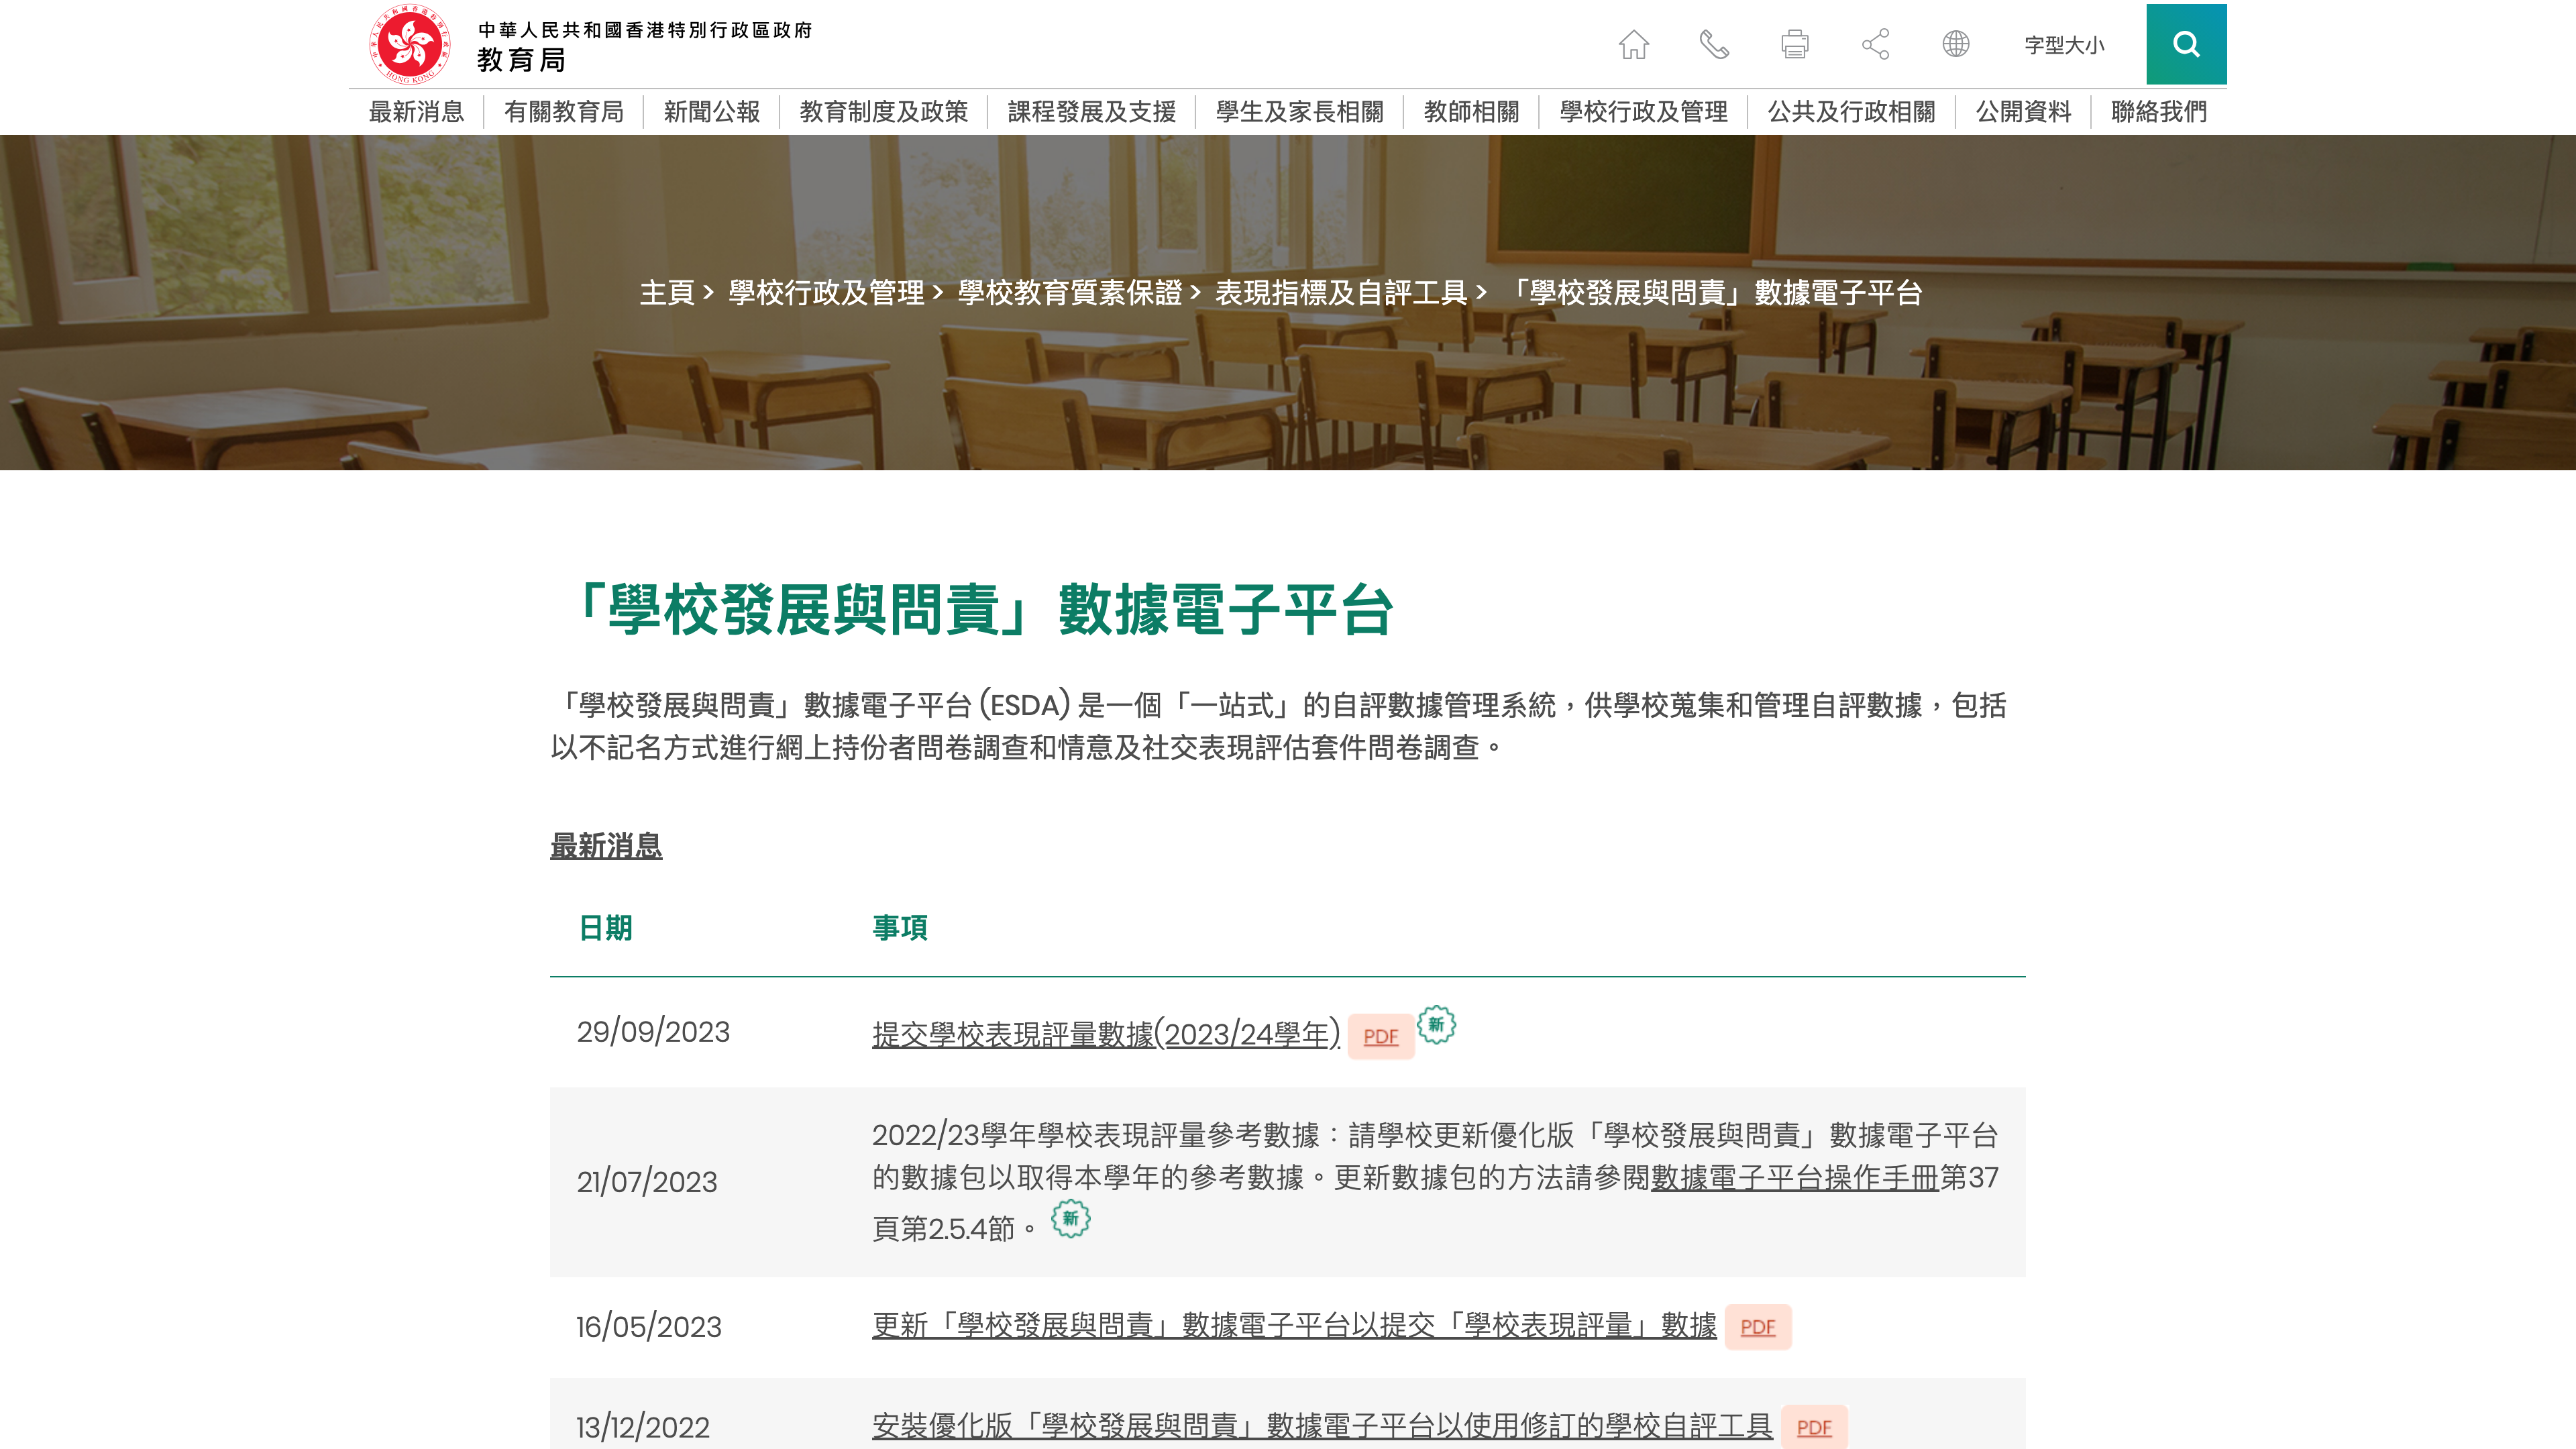 中華人民共和國香港特別行政區政府
教育局
HONG KONG
字型大小
最新消息 有關教育局 新聞公報 教育制度及政策 課程發展及支援 學生及家長相關 教師相關 學校行政及管理 公共及行政相關 公開資料 聯絡我們
主頁 > 學校行政及管理 > 學校教育質素保證 > 表現指標及自評工具 > 「學校發展與問責」數據電子平台
「學校發展與問責」數據電子平台
「學校發展與問責」數據電子平台 (ESDA) 是一個「一站式」的自評數據管理系統，供學校蒐集和管理自評數據，包括
以不記名方式進行網上持份者問卷調查和情意及社交表現評估套件問卷調查。
最新消息
日期 事項
29/09/2023 提交學校表現評量數據(2023/24學年) PDF 新
2022/23學年學校表現評量參考數據：請學校更新優化版「學校發展與問責」數據電子平台
21/07/2023 的數據包以取得本學年的參考數據。更新數據包的方法請參閱數據電子平台操作手冊第37
頁第2.5.4節。 新
16/05/2023 更新「學校發展與問責」數據電子平台以提交「學校表現評量」數據 PDF
13/12/2022 安裝優化版「學校發展與問責」數據電子平台以使用修訂的學校自評工具 PDF